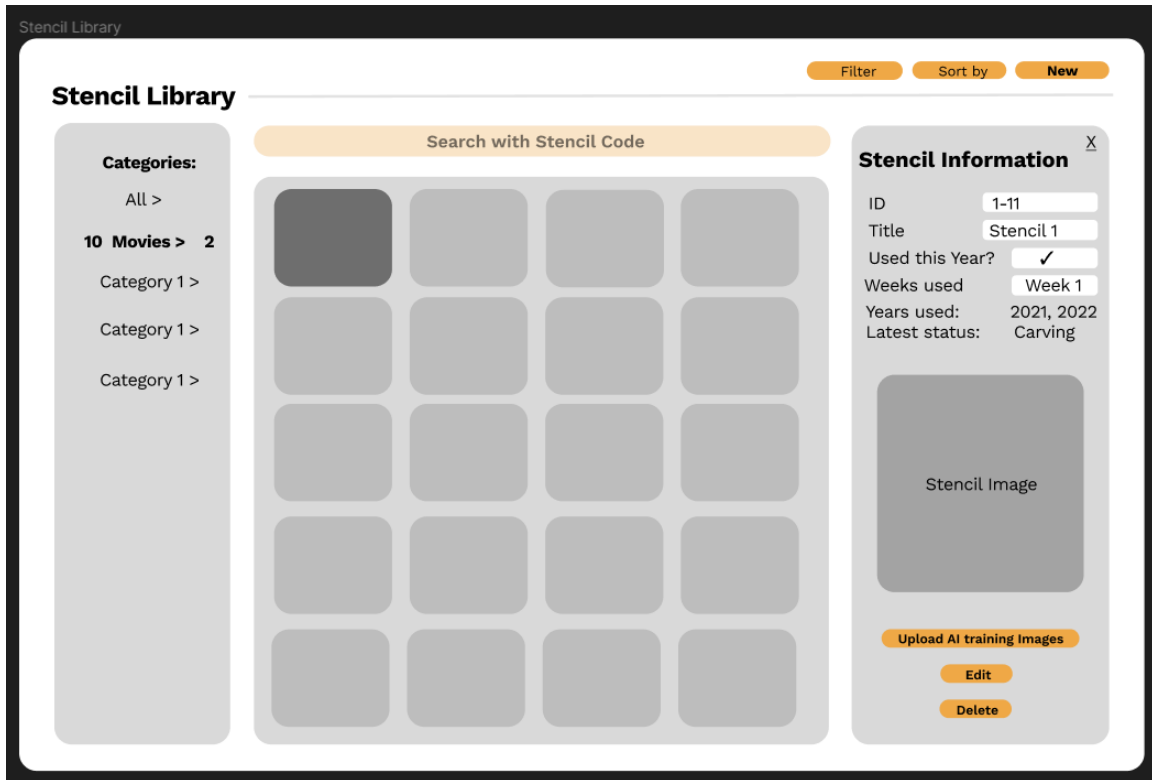 Stencil Library
Filter
Sort by
New
Stencil Library
Categories:
All >
10 Movies > 2
Category 1 >
Category 1 >
Category 1 >
Search with Stencil Code
X
Stencil Information
ID 1-11
Title Stencil 1
Used this Year? ✓
Weeks used Week 1
Years used: 2021, 2022
Latest status: Carving
Stencil Image
Upload AI training Images
Edit
Delete